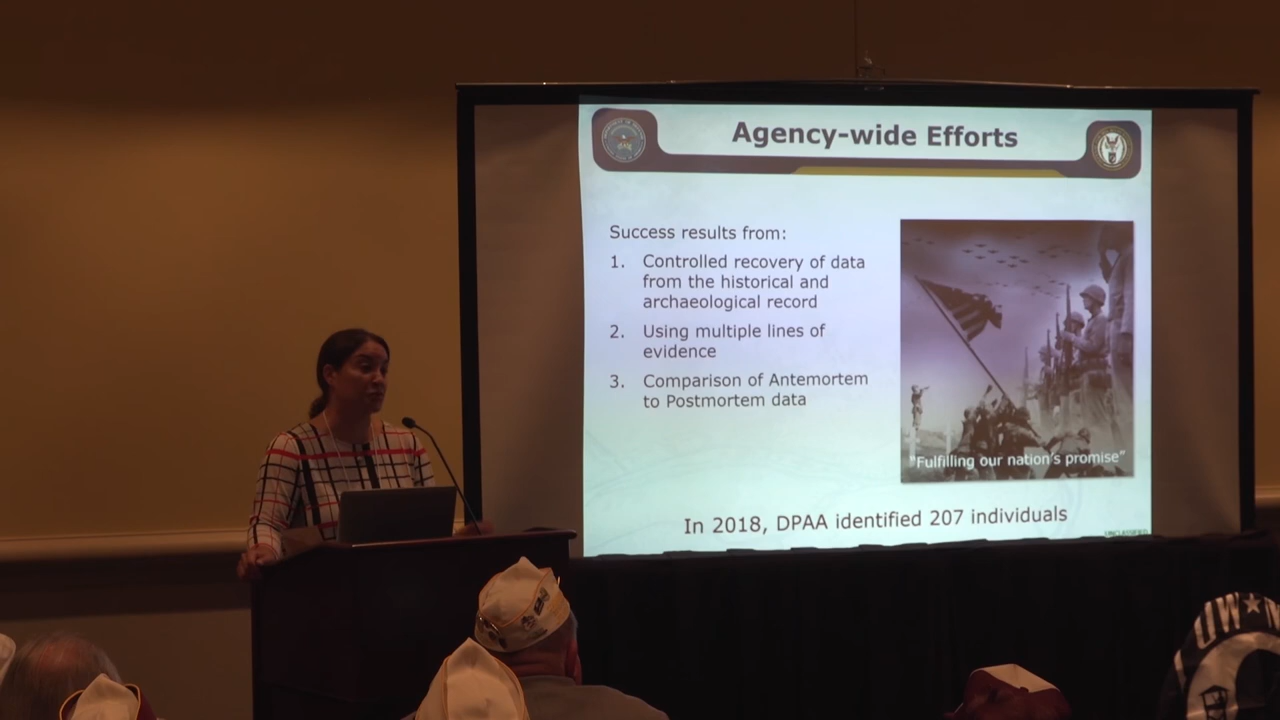 Agency-wide Efforts
Success results from:
1. Controlled recovery of data
from the historical and
archaeological record
2. Using multiple lines of
evidence
3. Comparison of Antemortem
to Postmortem data
"Fulfilling our nation's promise"
In 2018, DPAA identified 207 individuals
UNCLASSIFIED